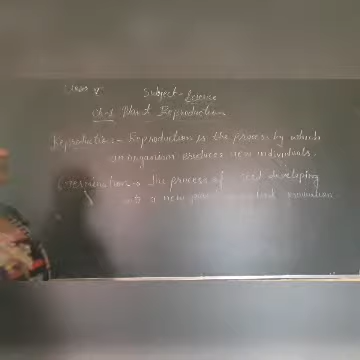 Class V Subject - Science
Ch-1 Plant Reproduction
Reproduction :- Reproduction is the process by which
an organism produces new individuals.
Germination → The process of seed developing
into a new plant germination